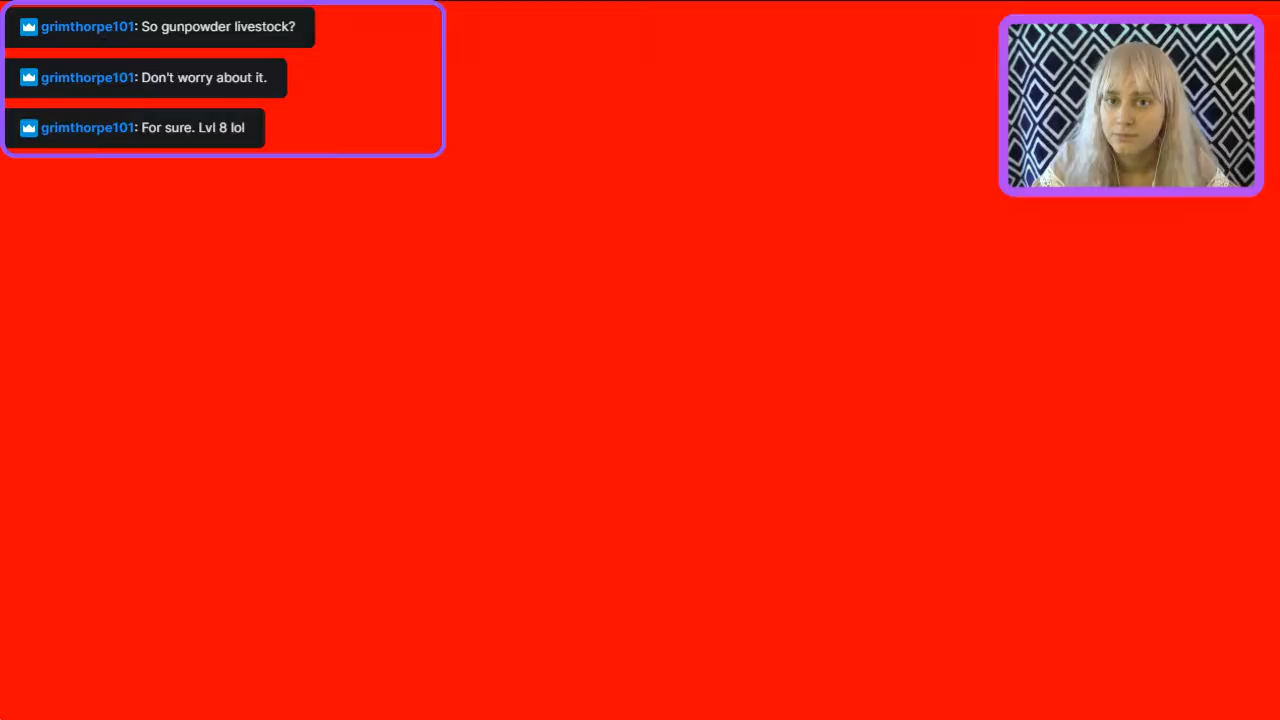 grimthorpe101: So gunpowder livestock?
grimthorpe101: Don't worry about it.
grimthorpe101: For sure. Lvl 8 lol